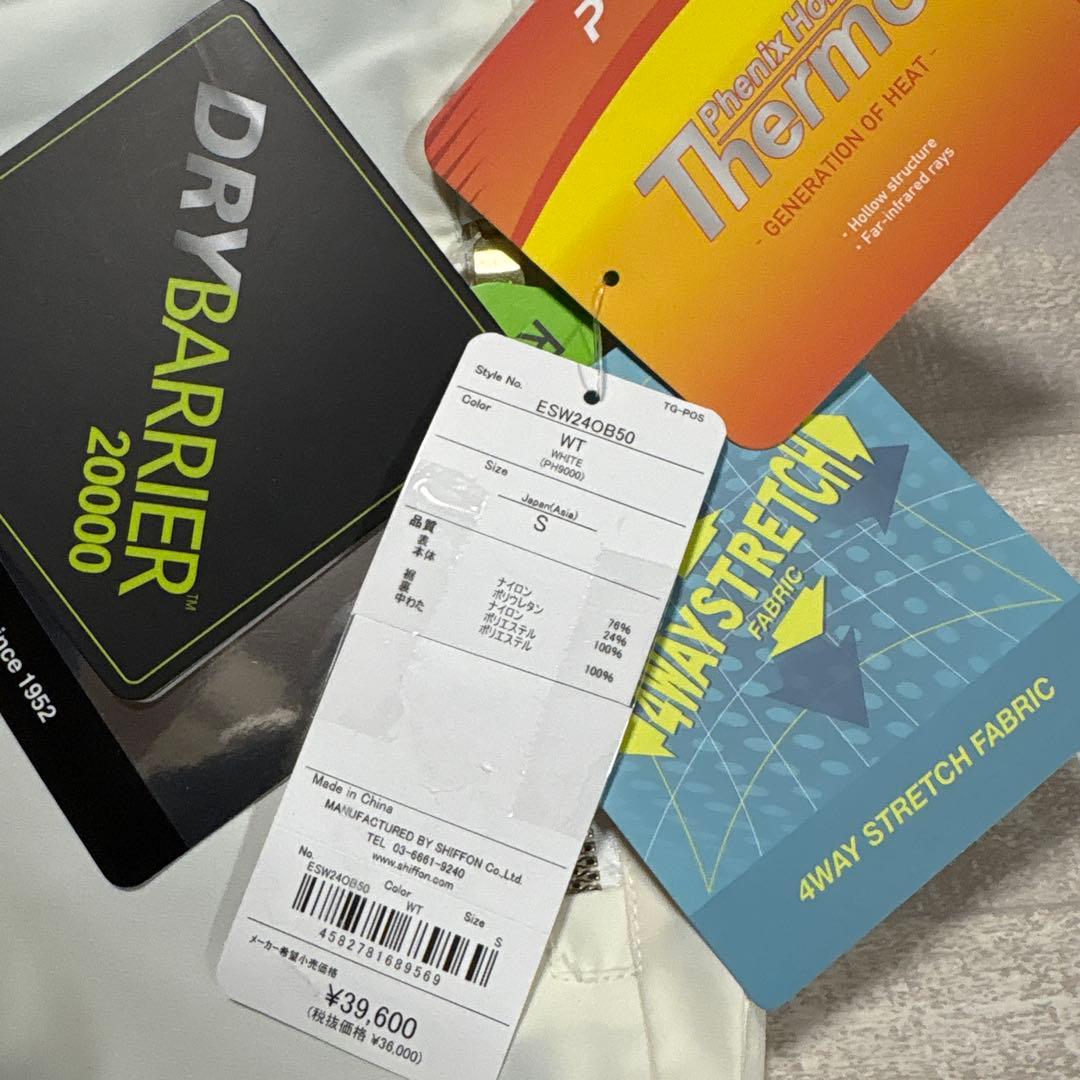 DRYBARRIER™
20000
ince 1952
Phenix Ho
Thermo
- GENERATION OF HEAT -
・Hollow structure
・Far-infrared rays
4WAYSTRETCH
FABRIC
4WAY STRETCH FABRIC
TG-POS
Style No.
ESW24OB50
Color
WT
WHITE
(PH9000)
Size
Japan(Asia)
S
品質
表
本体
ナイロン 76%
ポリウレタン 24%
裾 ナイロン 100%
裏 ポリエステル
中わた ポリエステル 100%
Made in China
MANUFACTURED BY SHIFFON Co.,Ltd.
TEL 03-6661-9240
www.shiffon.com
No. Color Size
ESW24OB50 WT S
4582781689569
メーカー希望小売価格
¥39,600
(税抜価格 ¥36,000)